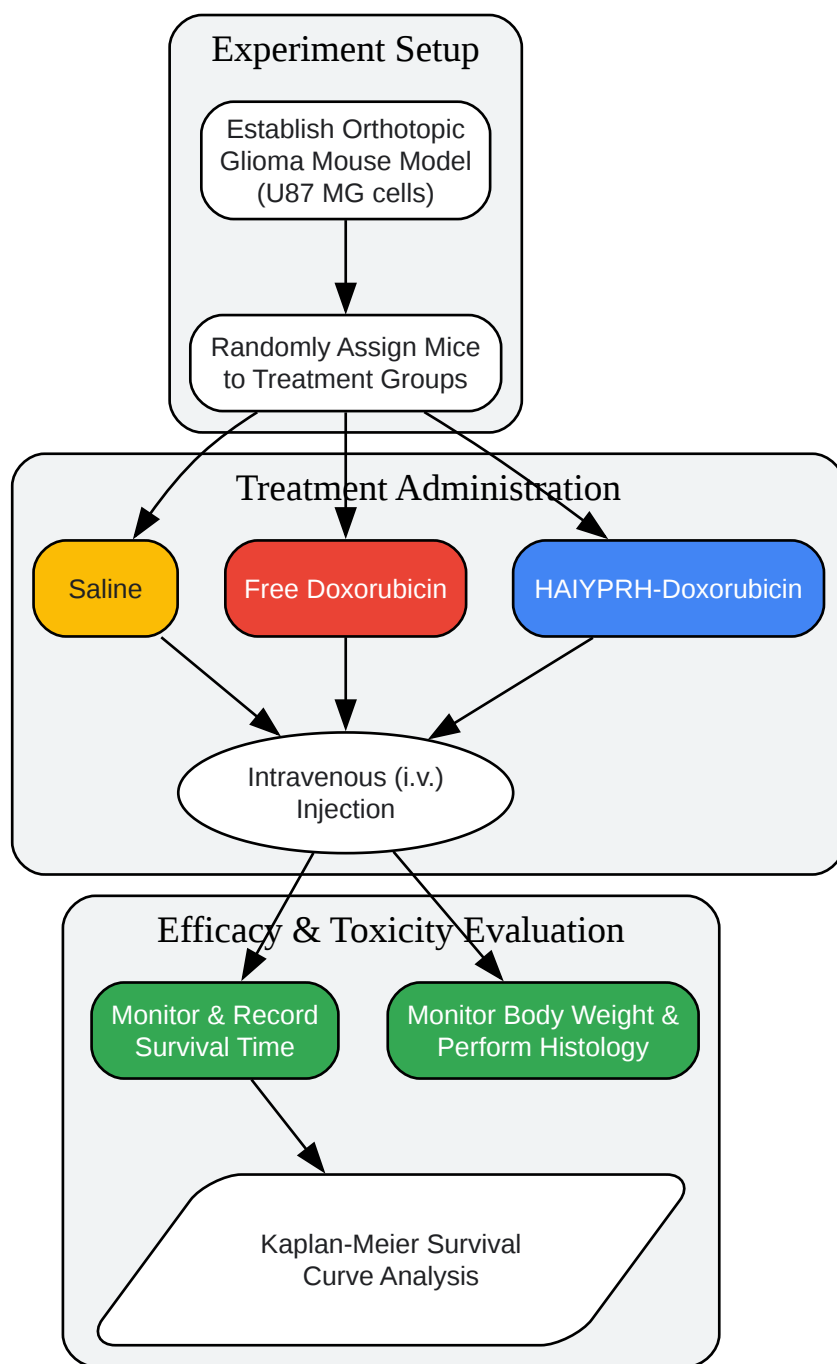 Experiment Setup
Establish Orthotopic
Glioma Mouse Model
(U87 MG cells)
Randomly Assign Mice
to Treatment Groups
Treatment Administration
Saline
Free Doxorubicin
HAIYPRH-Doxorubicin
Intravenous (i.v.)
Injection
Efficacy & Toxicity Evaluation
Monitor & Record
Survival Time
Monitor Body Weight &
Perform Histology
Kaplan-Meier Survival
Curve Analysis